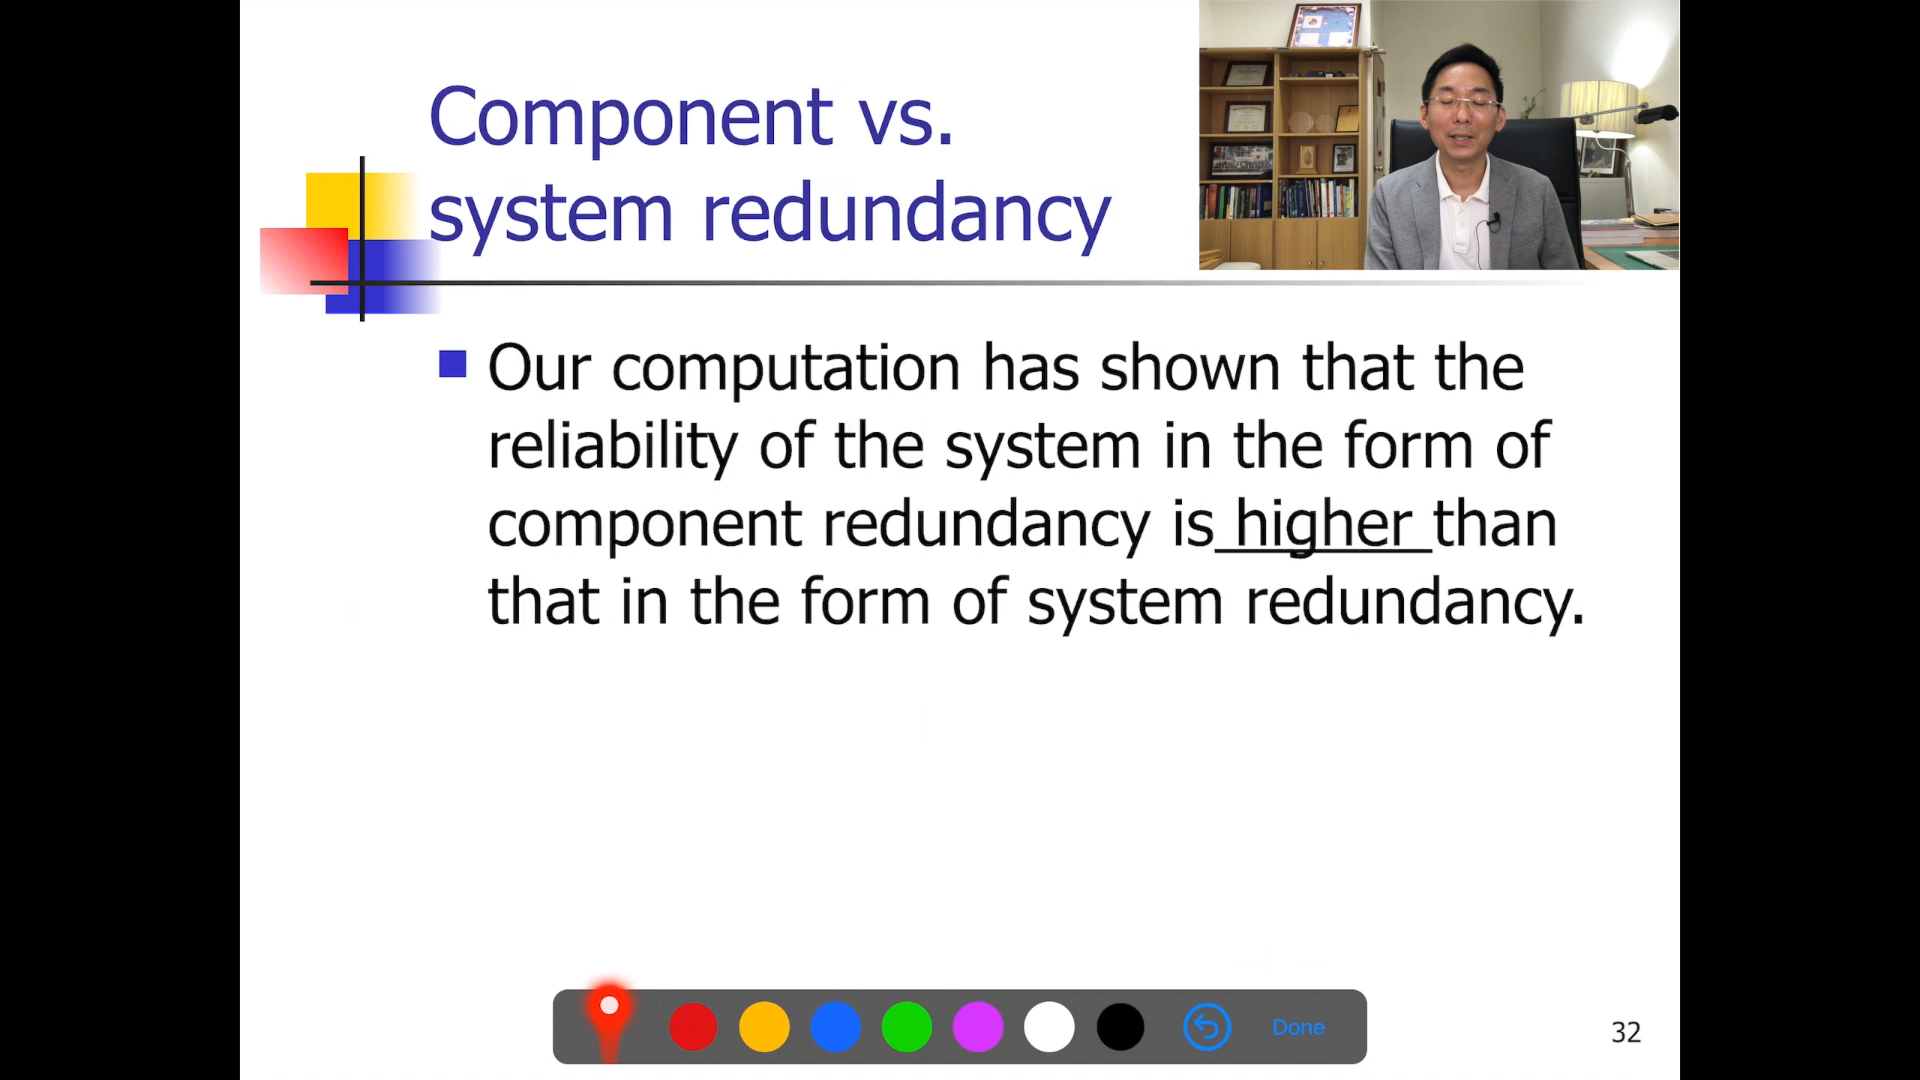 Component vs.
system redundancy
Our computation has shown that the
reliability of the system in the form of
component redundancy is higher than
that in the form of system redundancy.
Done
32